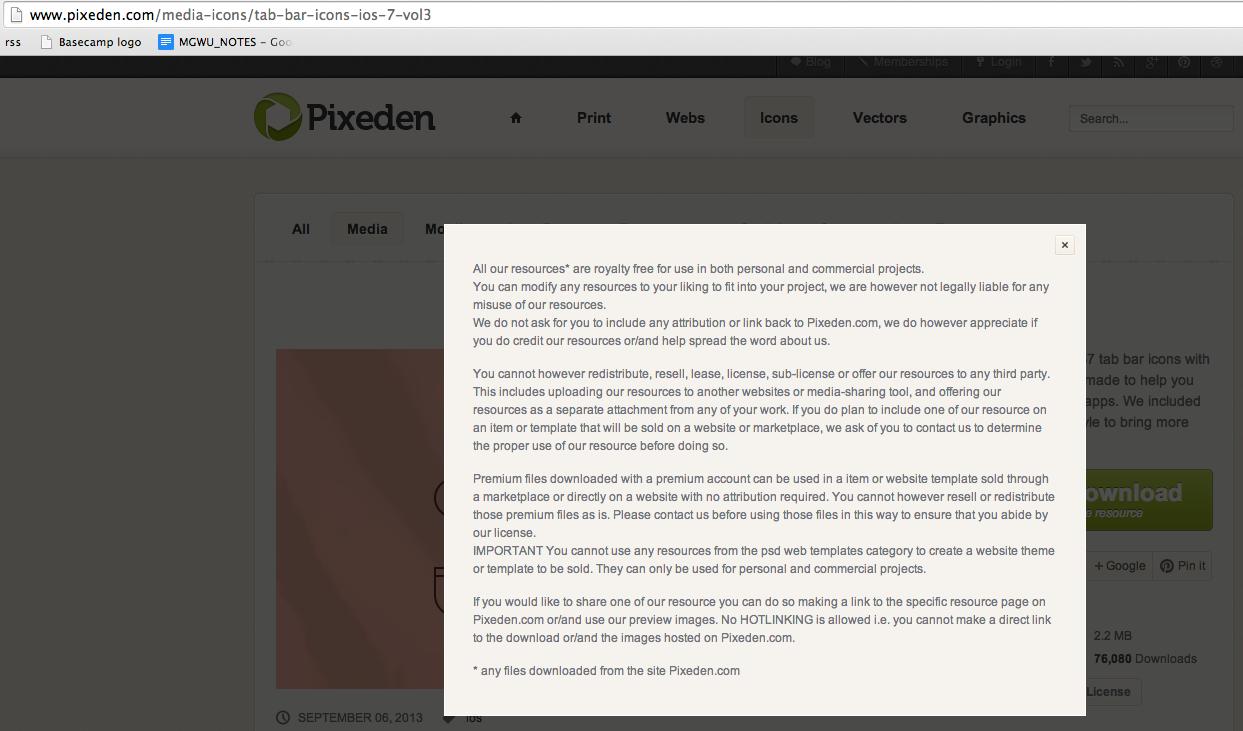 www.pixeden.com/media-icons/tab-bar-icons-ios-7-vol3
rss Basecamp logo MGWU_NOTES – Goo
Blog Memberships Login
Pixeden Print Webs Icons Vectors Graphics Search...
All Media
×
All our resources* are royalty free for use in both personal and commercial projects.
You can modify any resources to your liking to fit into your project, we are however not legally liable for any
misuse of our resources.
We do not ask for you to include any attribution or link back to Pixeden.com, we do however appreciate if
you do credit our resources or/and help spread the word about us.
You cannot however redistribute, resell, lease, license, sub-license or offer our resources to any third party.
This includes uploading our resources to another websites or media-sharing tool, and offering our
resources as a separate attachment from any of your work. If you do plan to include one of our resource on
an item or template that will be sold on a website or marketplace, we ask of you to contact us to determine
the proper use of our resource before doing so.
Premium files downloaded with a premium account can be used in a item or website template sold through
a marketplace or directly on a website with no attribution required. You cannot however resell or redistribute
those premium files as is. Please contact us before using those files in this way to ensure that you abide by
our license.
IMPORTANT You cannot use any resources from the psd web templates category to create a website theme
or template to be sold. They can only be used for personal and commercial projects.
If you would like to share one of our resource you can do so making a link to the specific resource page on
Pixeden.com or/and use our preview images. No HOTLINKING is allowed i.e. you cannot make a direct link
to the download or/and the images hosted on Pixeden.com.
* any files downloaded from the site Pixeden.com
7 tab bar icons with
made to help you
apps. We included
to bring more
ownload
resource
+ Google Pin it
2.2 MB
76,080 Downloads
License
SEPTEMBER 06, 2013 ios